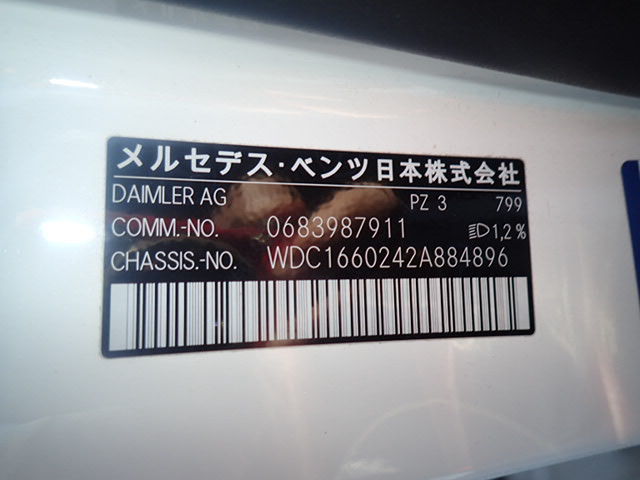 メルセデス・ベンツ日本株式会社
DAIMLER AG PZ 3 799
COMM.-NO. 0683987911 1,2%
CHASSIS.-NO. WDC1660242A884896